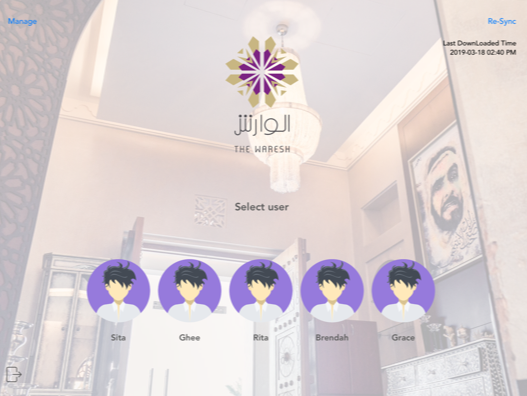 Manage
Re-Sync
Last DownLoaded Time
2019-03-18 02:40 PM
الوارش
THE WARESH
Select user
Sita
Ghee
Rita
Brendah
Grace